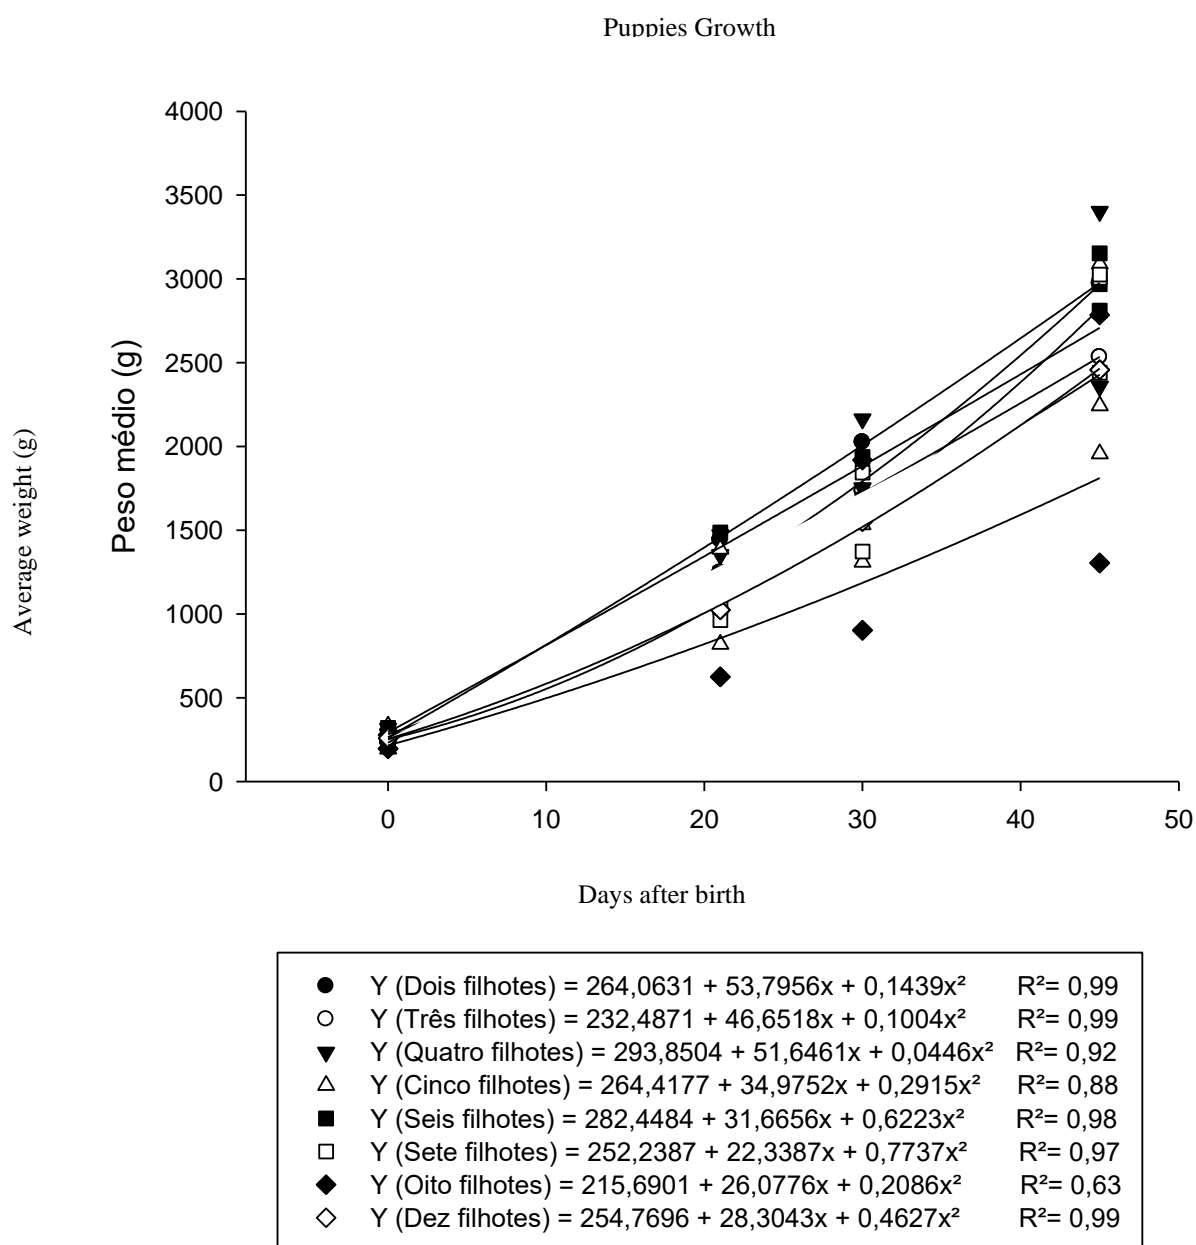 Puppies Growth
4000
3500
3000
2500
2000
1500
1000
500
0
Peso médio (g)
Average weight (g)
0 10 20 30 40 50
Days after birth
Y (Dois filhotes) = 264,0631 + 53,7956x + 0,1439x² R²= 0,99
Y (Três filhotes) = 232,4871 + 46,6518x + 0,1004x² R²= 0,99
Y (Quatro filhotes) = 293,8504 + 51,6461x + 0,0446x² R²= 0,92
Y (Cinco filhotes) = 264,4177 + 34,9752x + 0,2915x² R²= 0,88
Y (Seis filhotes) = 282,4484 + 31,6656x + 0,6223x² R²= 0,98
Y (Sete filhotes) = 252,2387 + 22,3387x + 0,7737x² R²= 0,97
Y (Oito filhotes) = 215,6901 + 26,0776x + 0,2086x² R²= 0,63
Y (Dez filhotes) = 254,7696 + 28,3043x + 0,4627x² R²= 0,99